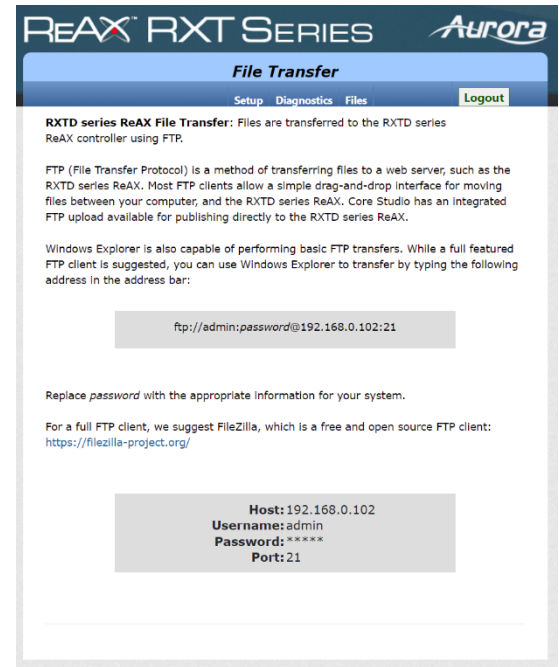 ReAX™ RXT Series
Aurora
File Transfer
Setup Diagnostics Files
Logout
RXTD series ReAX File Transfer: Files are transferred to the RXTD series
ReAX controller using FTP.
FTP (File Transfer Protocol) is a method of transferring files to a web server, such as the
RXTD series ReAX. Most FTP clients allow a simple drag-and-drop interface for moving
files between your computer, and the RXTD series ReAX. Core Studio has an integrated
FTP upload available for publishing directly to the RXTD series ReAX.
Windows Explorer is also capable of performing basic FTP transfers. While a full featured
FTP client is suggested, you can use Windows Explorer to transfer by typing the following
address in the address bar:
ftp://admin:password@192.168.0.102:21
Replace password with the appropriate information for your system.
For a full FTP client, we suggest FileZilla, which is a free and open source FTP client:
https://filezilla-project.org/
Host: 192.168.0.102
Username: admin
Password: *****
Port: 21